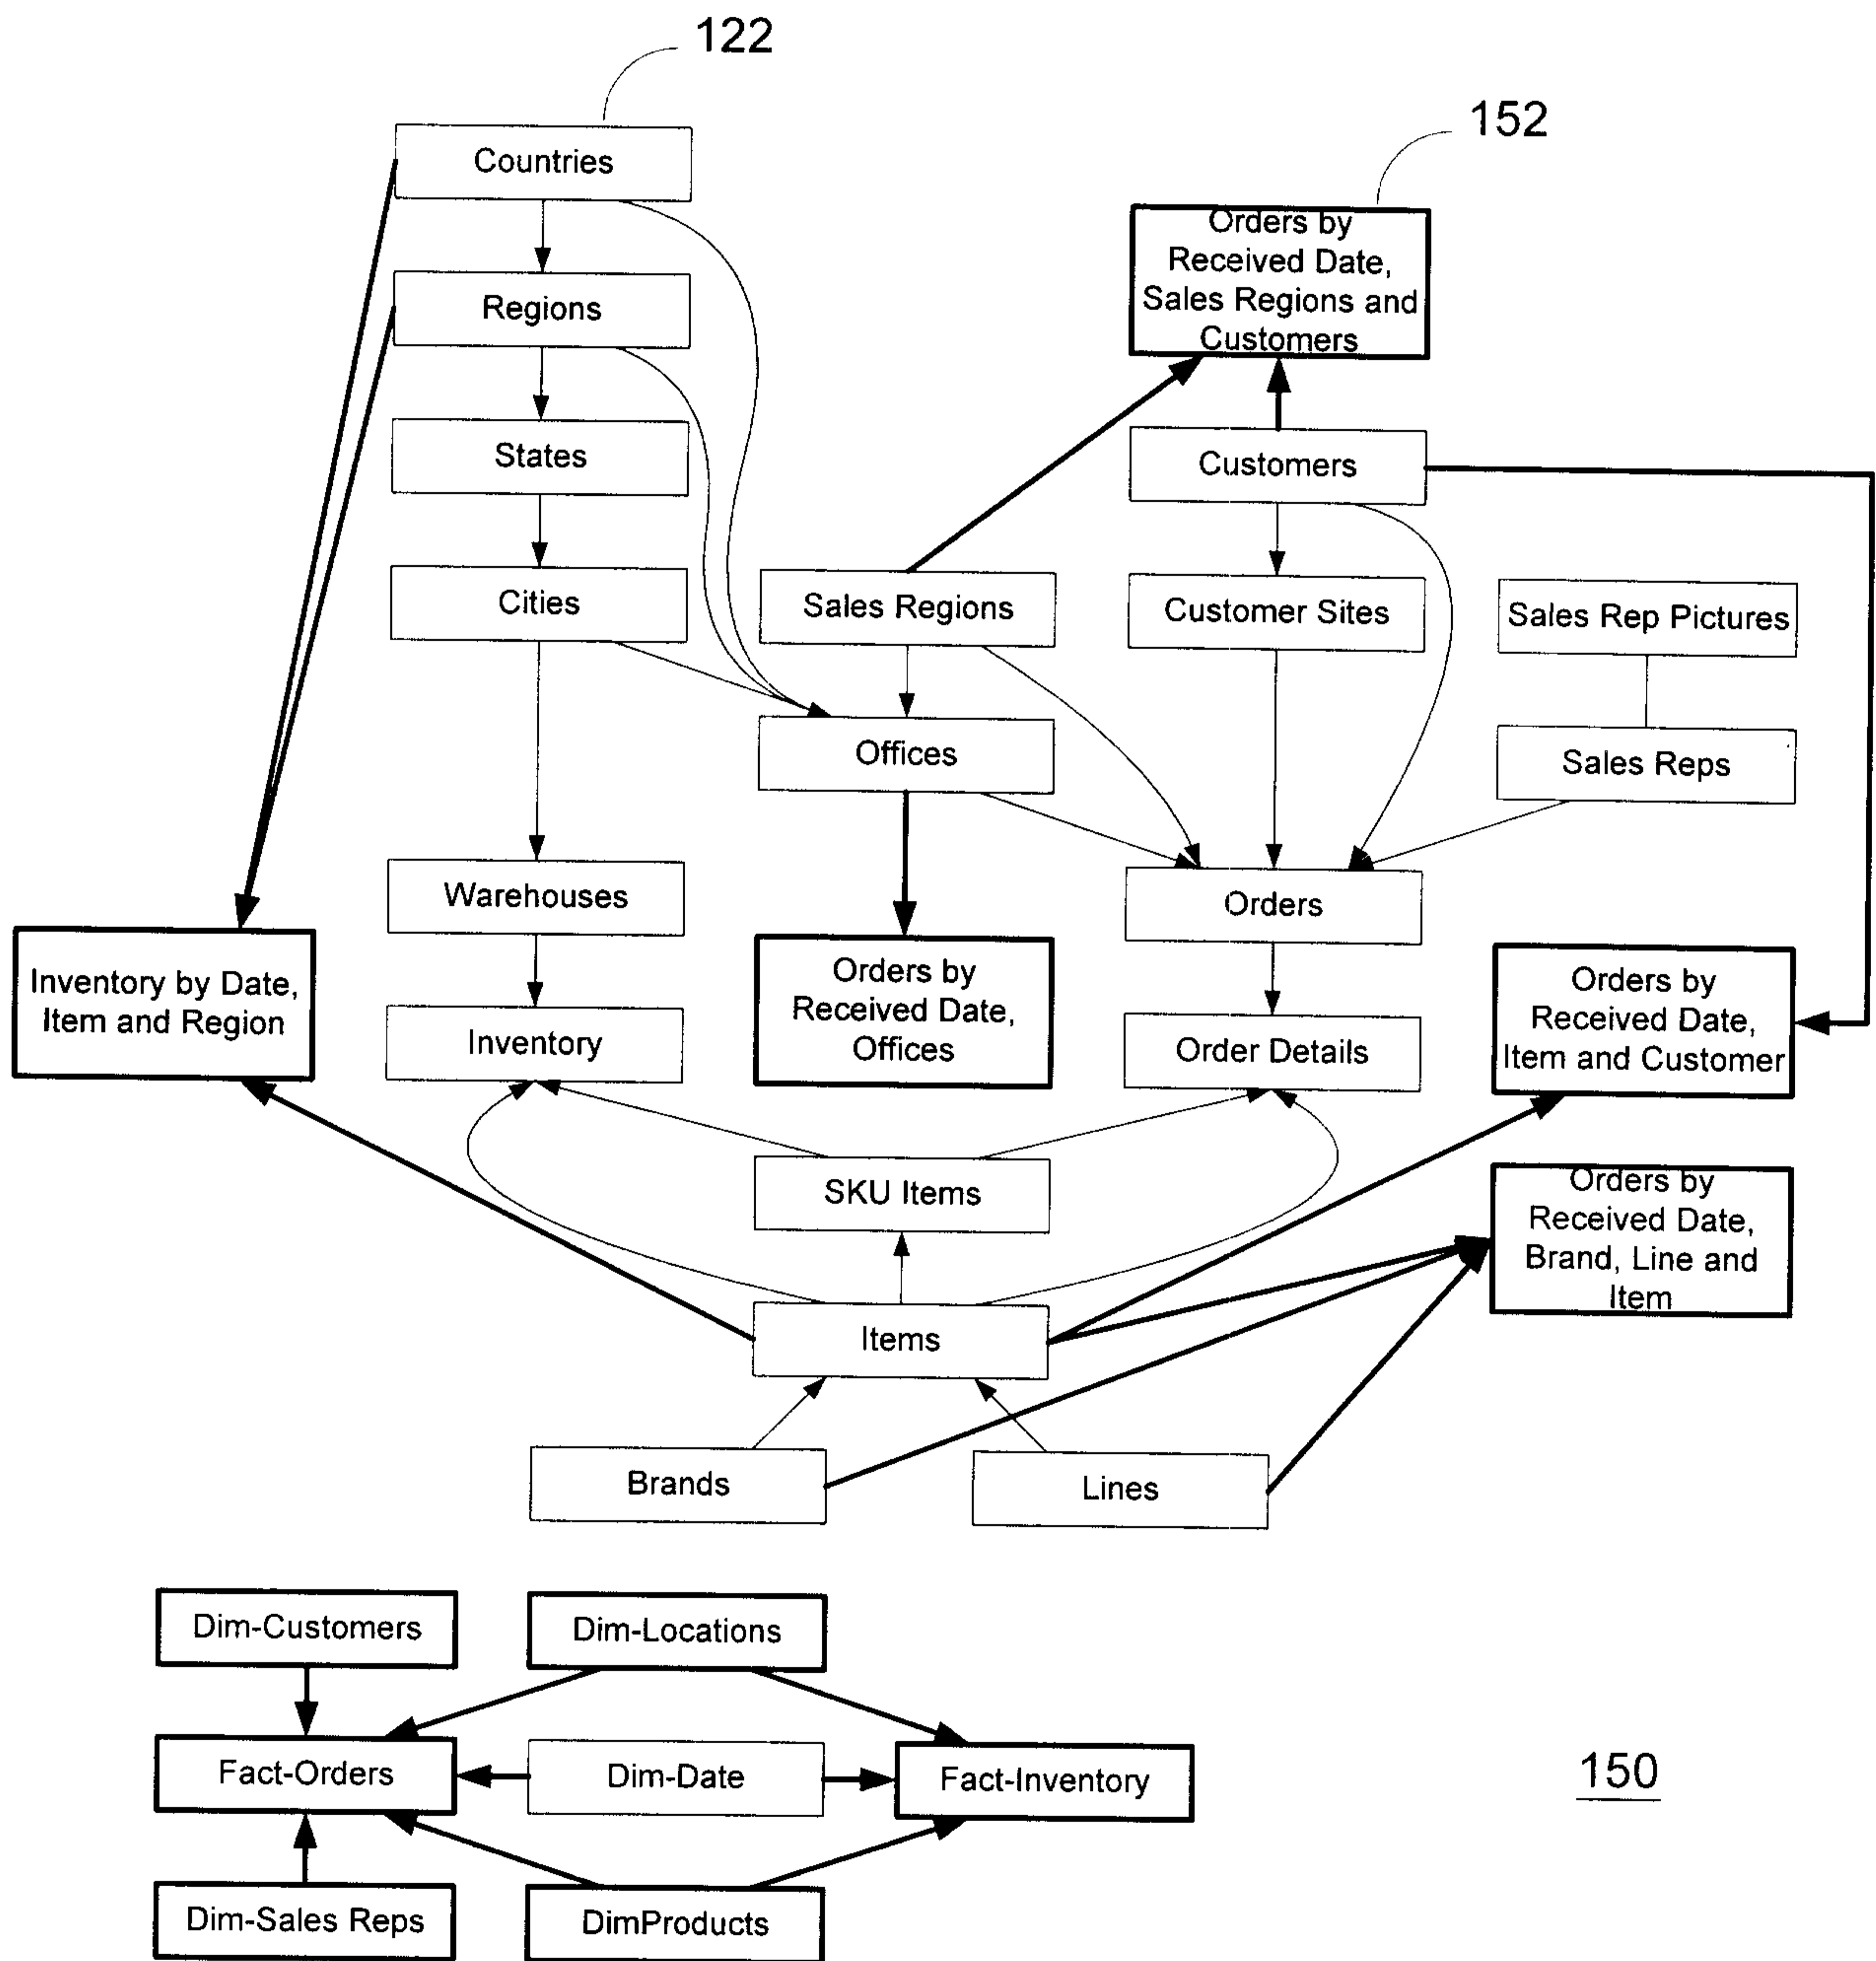 122
152
Countries
Orders by
Received Date,
Sales Regions and
Customers
Regions
States
Customers
Cities
Sales Regions
Customer Sites
Sales Rep Pictures
Offices
Sales Reps
Warehouses
Orders
Inventory by Date,
Item and Region
Orders by
Received Date,
Offices
Orders by
Received Date,
Item and Customer
Inventory
Order Details
SKU Items
Orders by
Received Date,
Brand, Line and
Item
Items
Brands
Lines
Dim-Customers
Dim-Locations
Fact-Orders
Dim-Date
Fact-Inventory
150
Dim-Sales Reps
DimProducts